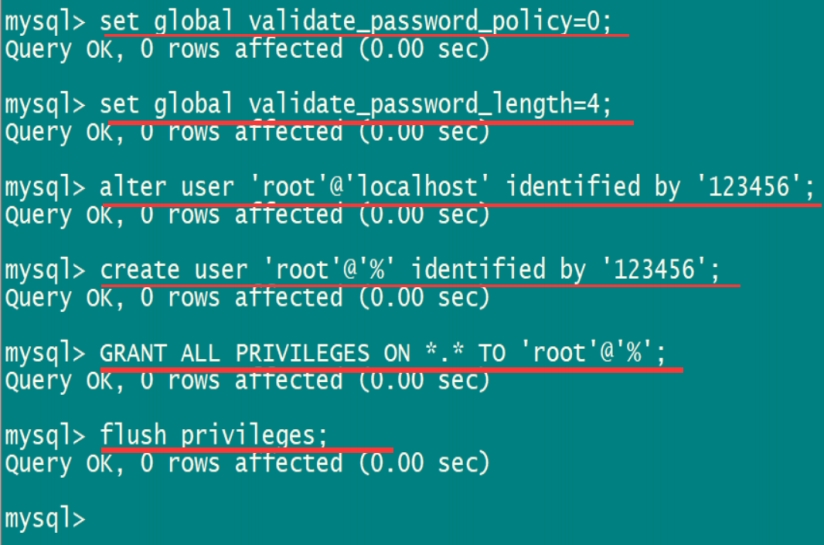 mysql> set global validate_password_policy=0;
Query OK, 0 rows affected (0.00 sec)
mysql> set global validate_password_length=4;
Query OK, 0 rows affected (0.00 sec)
mysql> alter user 'root'@'localhost' identified by '123456';
Query OK, 0 rows affected (0.00 sec)
mysql> create user 'root'@'%' identified by '123456';
Query OK, 0 rows affected (0.00 sec)
mysql> GRANT ALL PRIVILEGES ON *.* TO 'root'@'%';
Query OK, 0 rows affected (0.00 sec)
mysql> flush privileges;
Query OK, 0 rows affected (0.00 sec)
mysql>